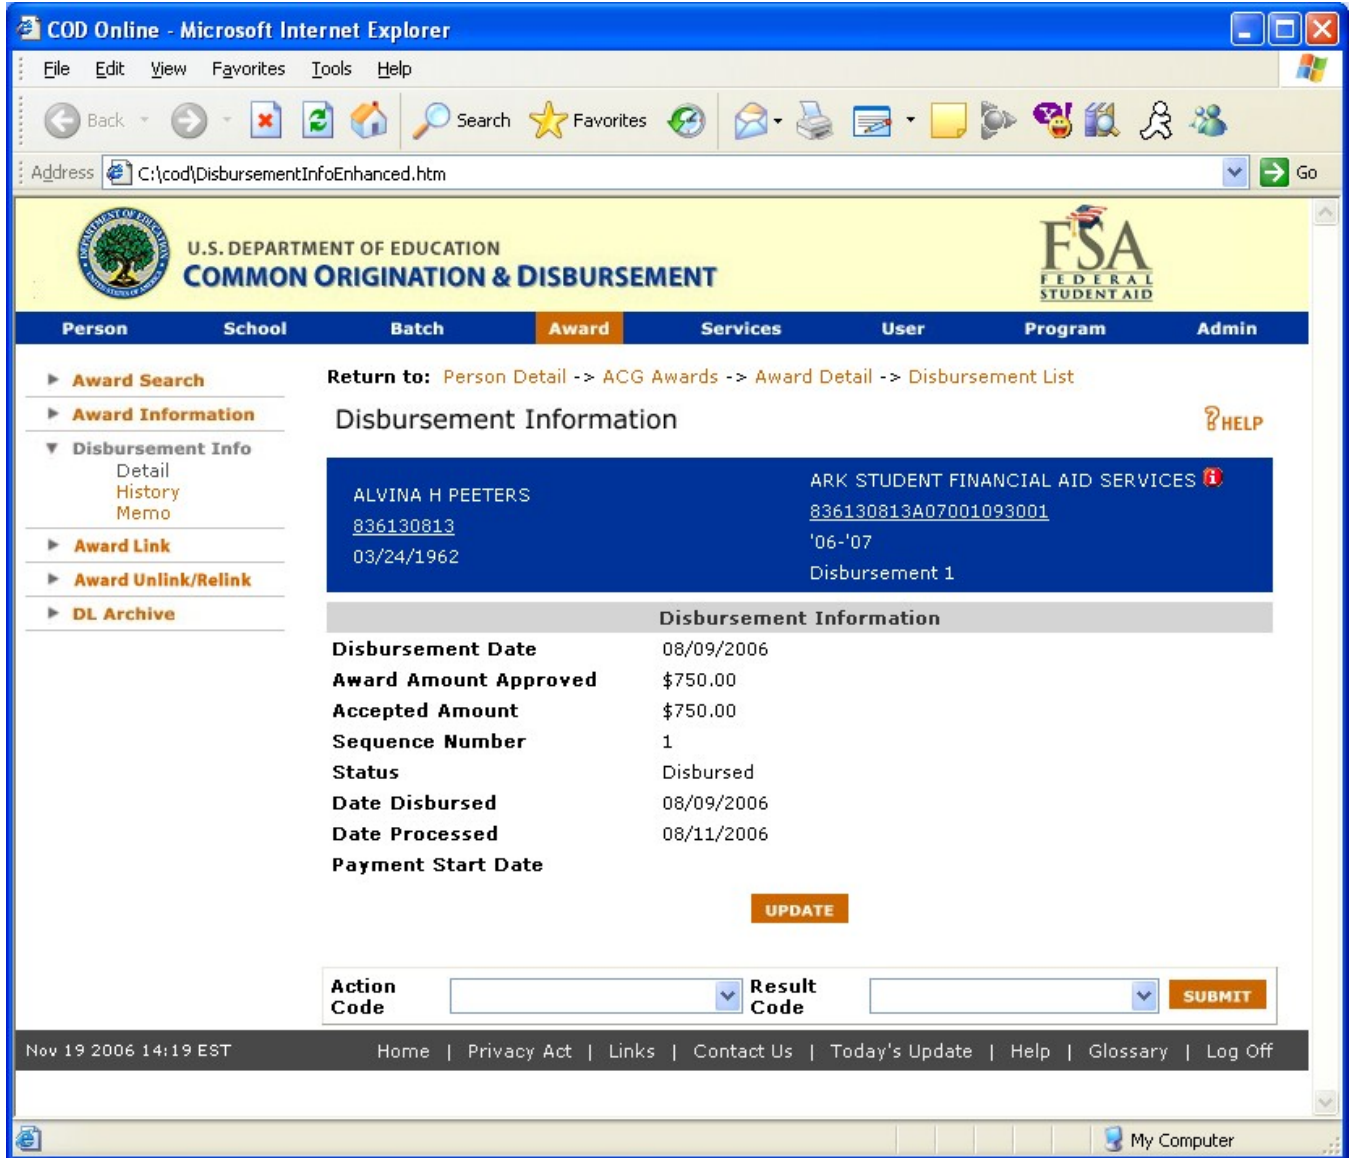 COD Online - Microsoft Internet Explorer
File Edit View Favorites Tools Help
Back Search Favorites
Address C:\cod\DisbursementInfoEnhanced.htm Go
U.S. DEPARTMENT OF EDUCATION
COMMON ORIGINATION & DISBURSEMENT
FSA
FEDERAL
STUDENT AID
Person School Batch Award Services User Program Admin
Award Search
Award Information
Disbursement Info
Detail
History
Memo
Award Link
Award Unlink/Relink
DL Archive
Return to: Person Detail -> ACG Awards -> Award Detail -> Disbursement List
Disbursement Information
?HELP
ALVINA H PEETERS
836130813
03/24/1962
ARK STUDENT FINANCIAL AID SERVICES
836130813A07001093001
'06-'07
Disbursement 1
Disbursement Information
Disbursement Date 08/09/2006
Award Amount Approved $750.00
Accepted Amount $750.00
Sequence Number 1
Status Disbursed
Date Disbursed 08/09/2006
Date Processed 08/11/2006
Payment Start Date
UPDATE
Action Code Result Code SUBMIT
Nov 19 2006 14:19 EST Home | Privacy Act | Links | Contact Us | Today's Update | Help | Glossary | Log Off
My Computer